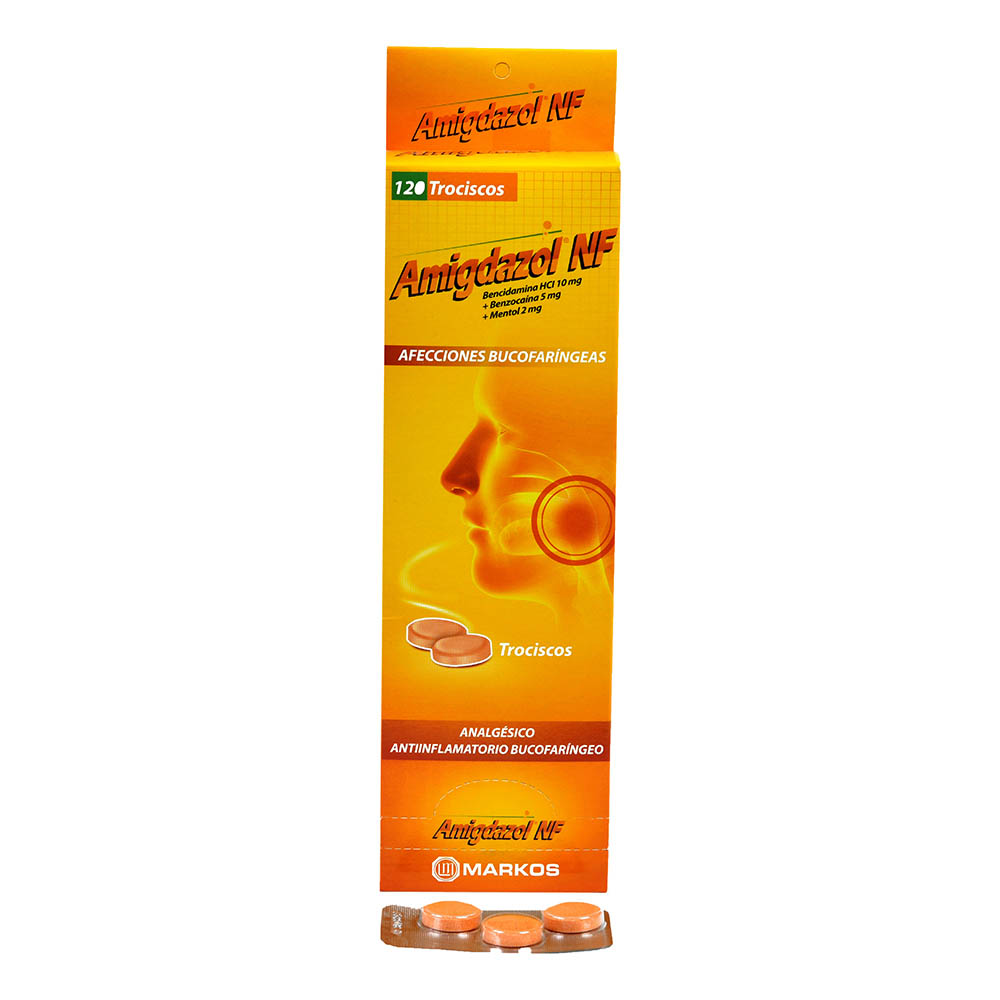 Amigdazol NF
120 Trociscos
Amigdazol® NF
Bencidamina HCl 10 mg
+ Benzocaína 5 mg
+ Mentol 2 mg
AFECCIONES BUCOFARÍNGEAS
Trociscos
ANALGÉSICO
ANTIINFLAMATORIO BUCOFARÍNGEO
Amigdazol NF
MARKOS